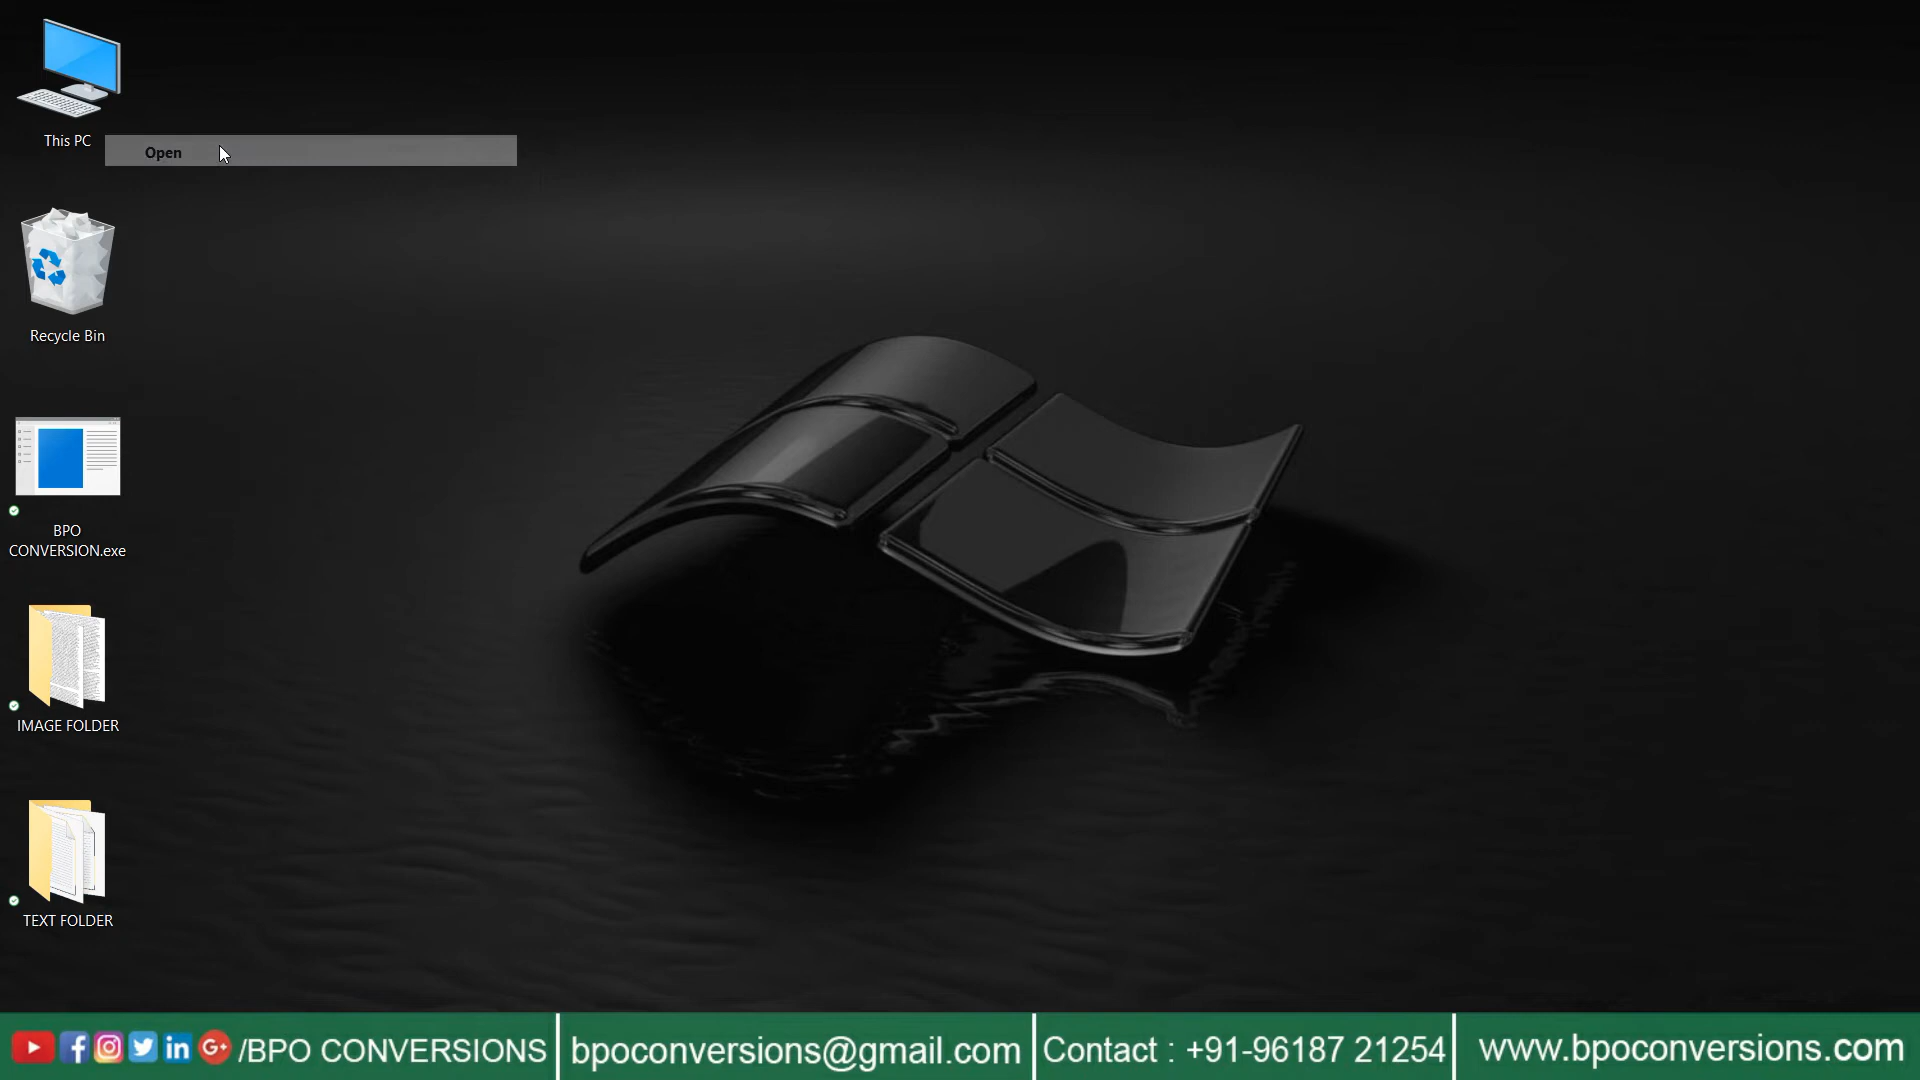 This PC
Open
Recycle Bin
BPO
CONVERSION.exe
IMAGE FOLDER
TEXT FOLDER
/BPO CONVERSIONS
bpoconversions@gmail.com
Contact : +91-96187 21254
www.bpoconversions.com